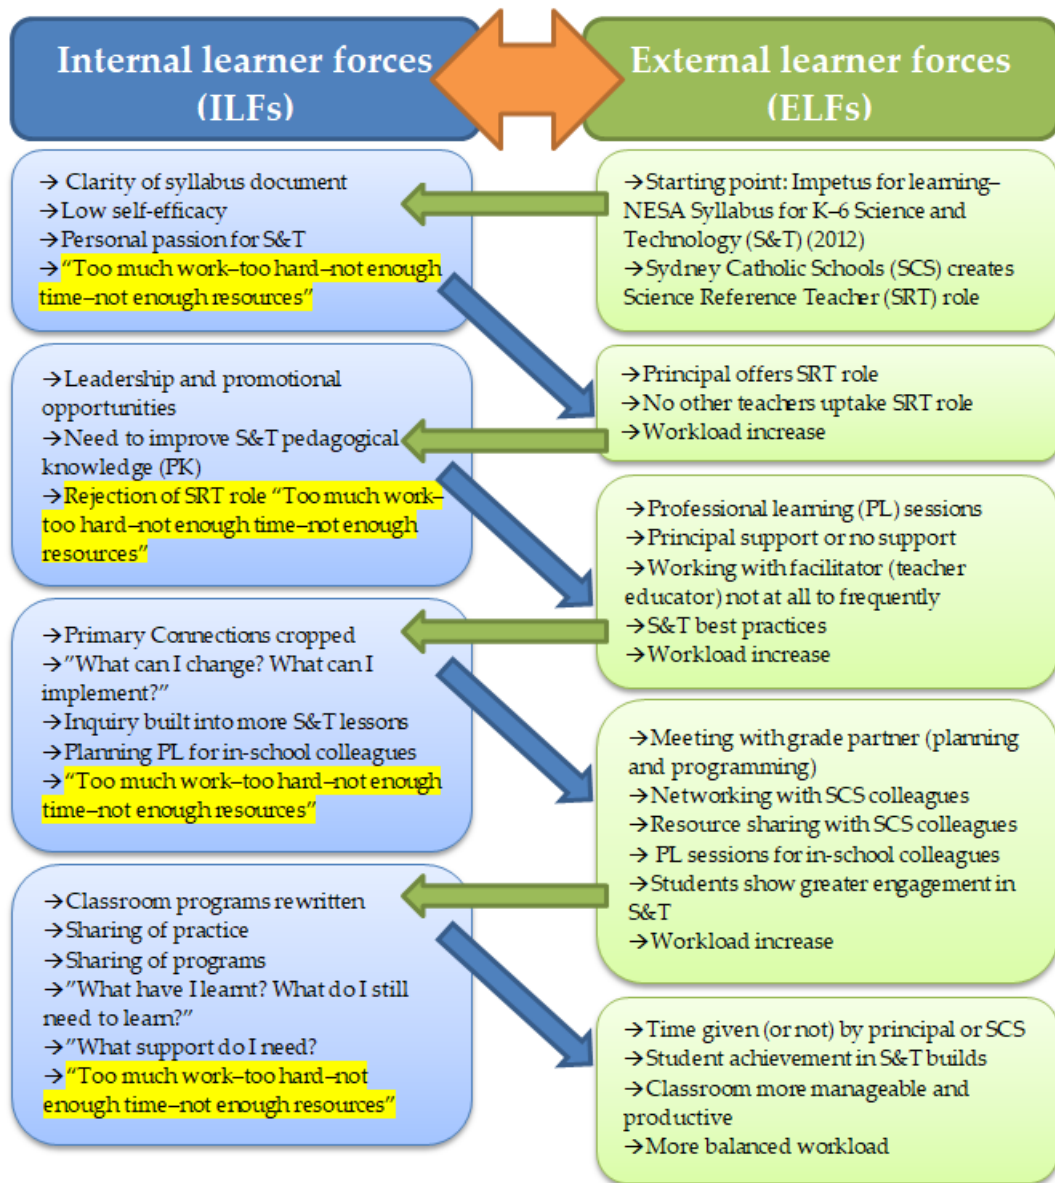 Internal learner forces
(ILFs)
External learner forces
(ELFs)
→ Clarity of syllabus document
→Low self-efficacy
→Personal passion for S&T
→“Too much work–too hard–not enough
time–not enough resources”
→Starting point: Impetus for learning–
NESA Syllabus for K–6 Science and
Technology (S&T) (2012)
→Sydney Catholic Schools (SCS) creates
Science Reference Teacher (SRT) role
→Leadership and promotional
opportunities
→Need to improve S&T pedagogical
knowledge (PK)
→Rejection of SRT role “Too much work–
too hard–not enough time–not enough
resources”
→Principal offers SRT role
→No other teachers uptake SRT role
→Workload increase
→Professional learning (PL) sessions
→Principal support or no support
→Working with facilitator (teacher
educator) not at all to frequently
→S&T best practices
→Workload increase
→Primary Connections cropped
→”What can I change? What can I
implement?”
→Inquiry built into more S&T lessons
→Planning PL for in-school colleagues
→“Too much work–too hard–not enough
time–not enough resources”
→Meeting with grade partner (planning
and programming)
→Networking with SCS colleagues
→Resource sharing with SCS colleagues
→ PL sessions for in-school colleagues
→Students show greater engagement in
S&T
→Workload increase
→Classroom programs rewritten
→Sharing of practice
→Sharing of programs
→”What have I learnt? What do I still
need to learn?”
→”What support do I need?
→“Too much work–too hard–not
enough time–not enough resources”
→Time given (or not) by principal or SCS
→Student achievement in S&T builds
→Classroom more manageable and
productive
→More balanced workload